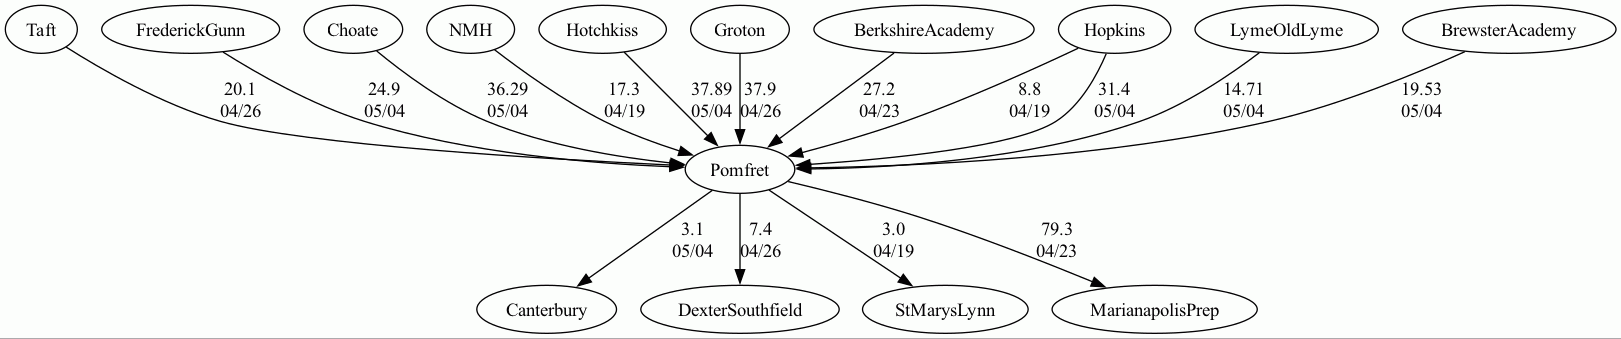 Taft FrederickGunn Choate NMH Hotchkiss Groton BerkshireAcademy Hopkins LymeOldLyme BrewsterAcademy
20.1 24.9 36.29 17.3 37.89 37.9 27.2 8.8 31.4 14.71 19.53
04/26 05/04 05/04 04/19 05/04 04/26 04/23 04/19 05/04 05/04 05/04
Pomfret
3.1 7.4 3.0 79.3
05/04 04/26 04/19 04/23
Canterbury DexterSouthfield StMarysLynn MarianapolisPrep